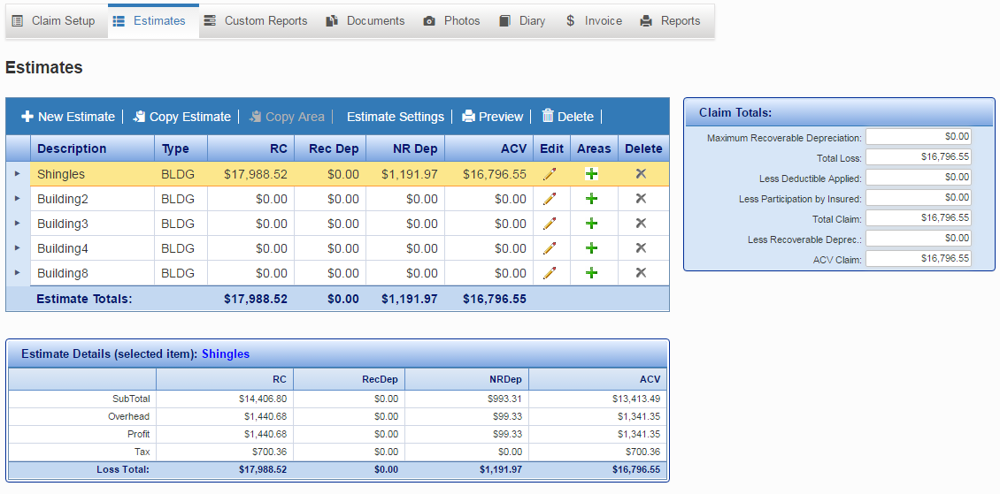 Claim Setup Estimates Custom Reports Documents Photos Diary $ Invoice Reports
Estimates
New Estimate | Copy Estimate | Copy Area | Estimate Settings | Preview | Delete |
Description Type RC Rec Dep NR Dep ACV Edit Areas Delete
Shingles BLDG $17,988.52 $0.00 $1,191.97 $16,796.55
Building2 BLDG $0.00 $0.00 $0.00 $0.00
Building3 BLDG $0.00 $0.00 $0.00 $0.00
Building4 BLDG $0.00 $0.00 $0.00 $0.00
Building8 BLDG $0.00 $0.00 $0.00 $0.00
Estimate Totals: $17,988.52 $0.00 $1,191.97 $16,796.55
Claim Totals:
Maximum Recoverable Depreciation: $0.00
Total Loss: $16,796.55
Less Deductible Applied: $0.00
Less Participation by Insured: $0.00
Total Claim: $16,796.55
Less Recoverable Deprec.: $0.00
ACV Claim: $16,796.55
Estimate Details (selected item): Shingles
RC RecDep NRDep ACV
SubTotal $14,406.80 $0.00 $993.31 $13,413.49
Overhead $1,440.68 $0.00 $99.33 $1,341.35
Profit $1,440.68 $0.00 $99.33 $1,341.35
Tax $700.36 $0.00 $0.00 $700.36
Loss Total: $17,988.52 $0.00 $1,191.97 $16,796.55